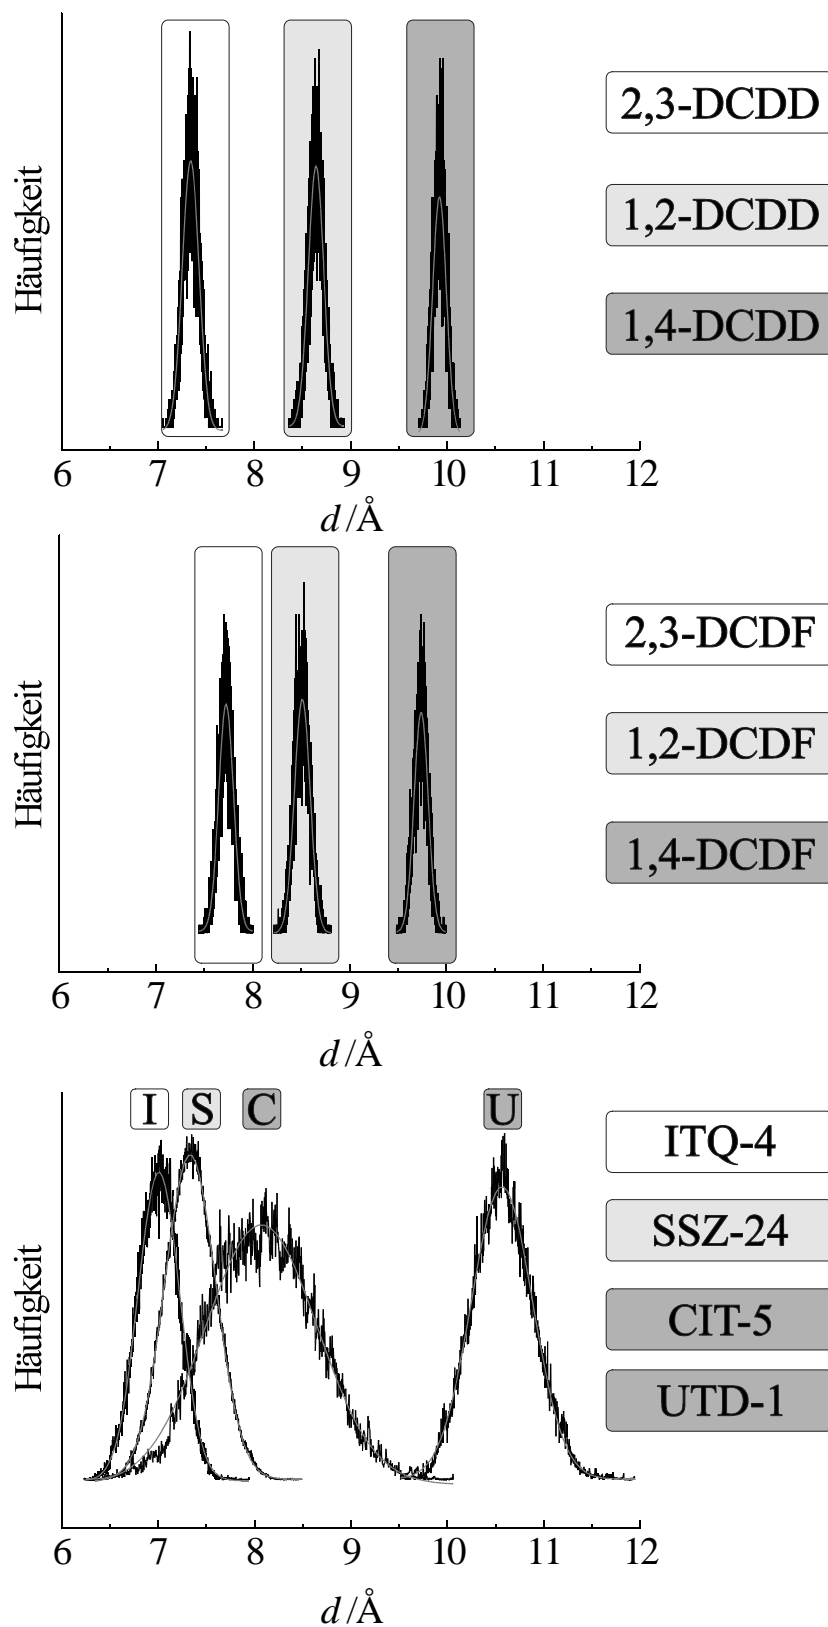 Häufigkeit
2,3-DCDD
1,2-DCDD
1,4-DCDD
6 7 8 9 10 11 12
d/Å
Häufigkeit
2,3-DCDF
1,2-DCDF
1,4-DCDF
6 7 8 9 10 11 12
d/Å
I S C U
Häufigkeit
ITQ-4
SSZ-24
CIT-5
UTD-1
6 7 8 9 10 11 12
d/Å